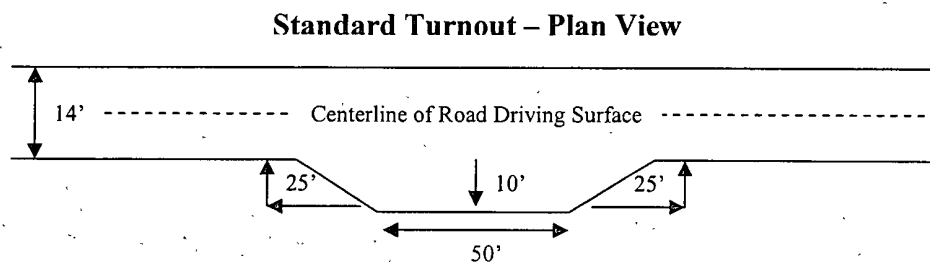 Standard Turnout – Plan View
14’
Centerline of Road Driving Surface
25’
10’
25’
50’